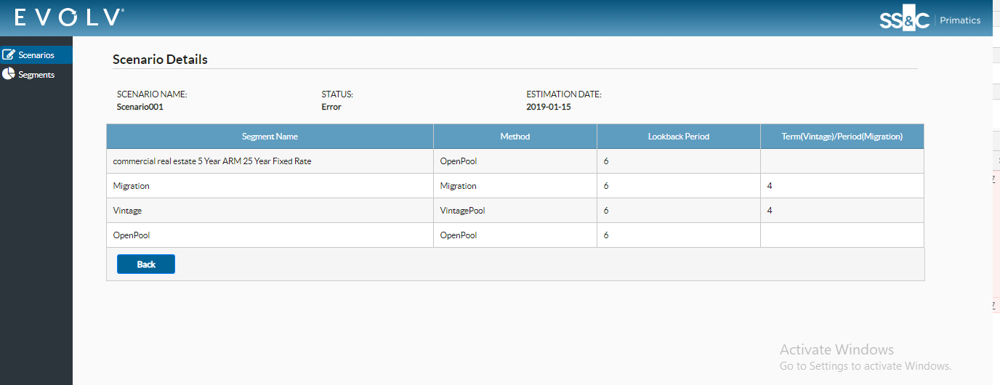 EVOLV®
SS&C Primatics
Scenarios
Segments
Scenario Details
SCENARIO NAME: STATUS: ESTIMATION DATE:
Scenario001 Error 2019-01-15
Segment Name Method Lookback Period Term(Vintage)/Period(Migration)
commercial real estate 5 Year ARM 25 Year Fixed Rate OpenPool 6
Migration Migration 6 4
Vintage VintagePool 6 4
OpenPool OpenPool 6
Back
Activate Windows
Go to Settings to activate Windows.